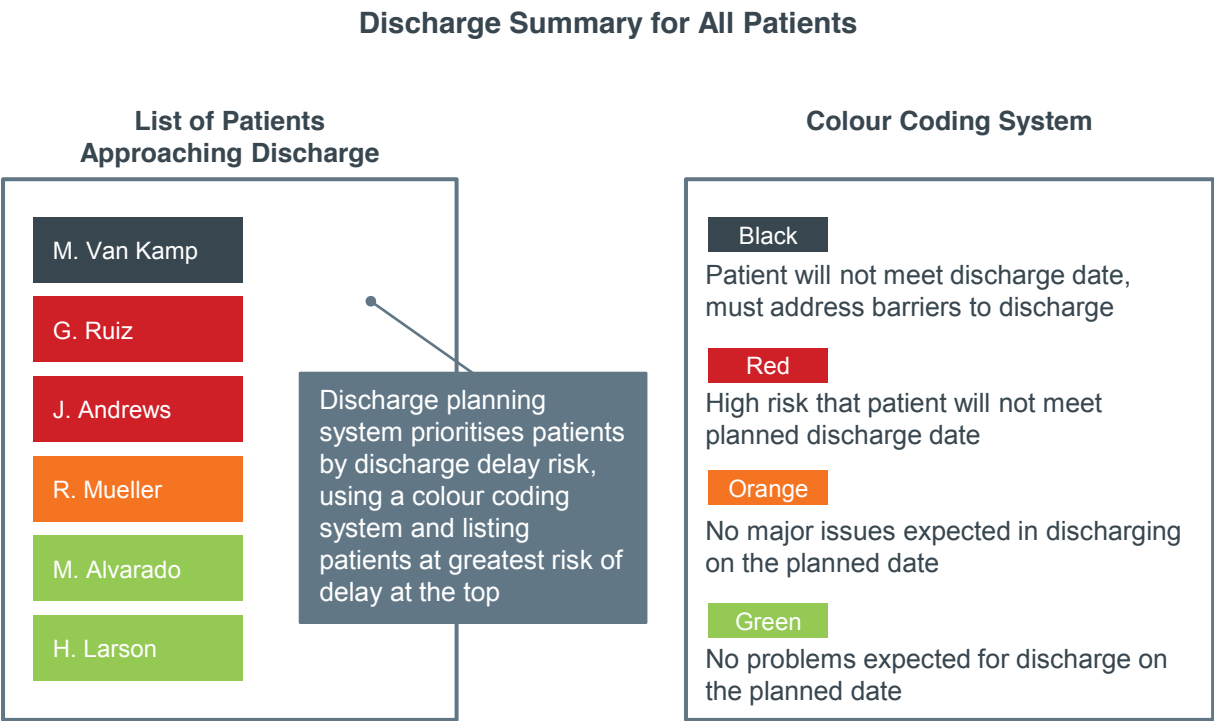 Discharge Summary for All Patients
List of Patients
Approaching Discharge
M. Van Kamp
G. Ruiz
J. Andrews
R. Mueller
M. Alvarado
H. Larson
Discharge planning
system prioritises patients
by discharge delay risk,
using a colour coding
system and listing
patients at greatest risk of
delay at the top
Colour Coding System
Black
Patient will not meet discharge date,
must address barriers to discharge
Red
High risk that patient will not meet
planned discharge date
Orange
No major issues expected in discharging
on the planned date
Green
No problems expected for discharge on
the planned date